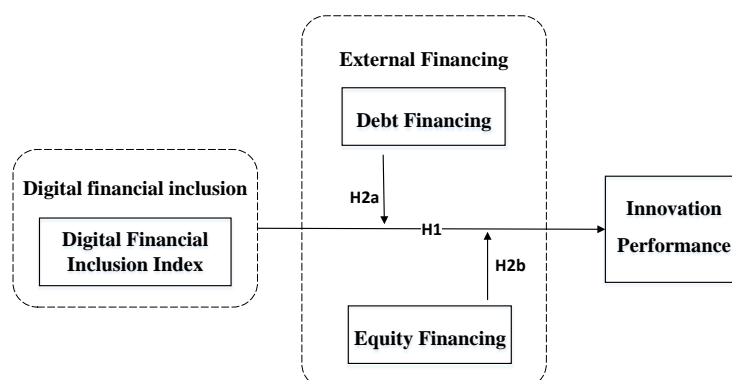 External Financing
Debt Financing
Digital financial inclusion
Digital Financial
Inclusion Index
H2a
H1
H2b
Innovation
Performance
Equity Financing